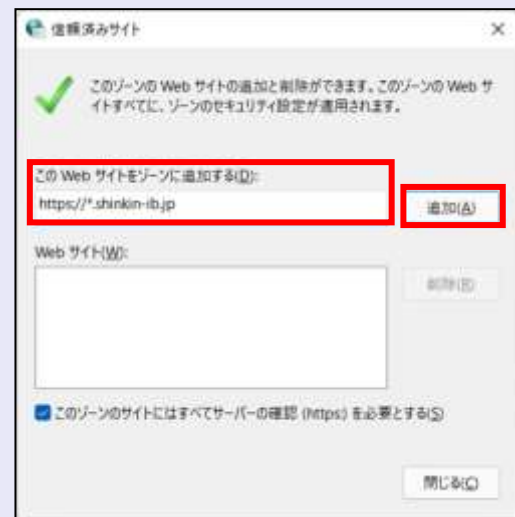 信頼済みサイト
このゾーンの Web サイトの追加と削除ができます。このゾーンの Web サ
イトすべてに、ゾーンのセキュリティ設定が適用されます。
この Web サイトをゾーンに追加する(D):
https://*.shinkin-ib.jp
追加(A)
Web サイト(W):
削除(R)
このゾーンのサイトにはすべてサーバーの確認 (https:) を必要とする(S)
閉じる(C)